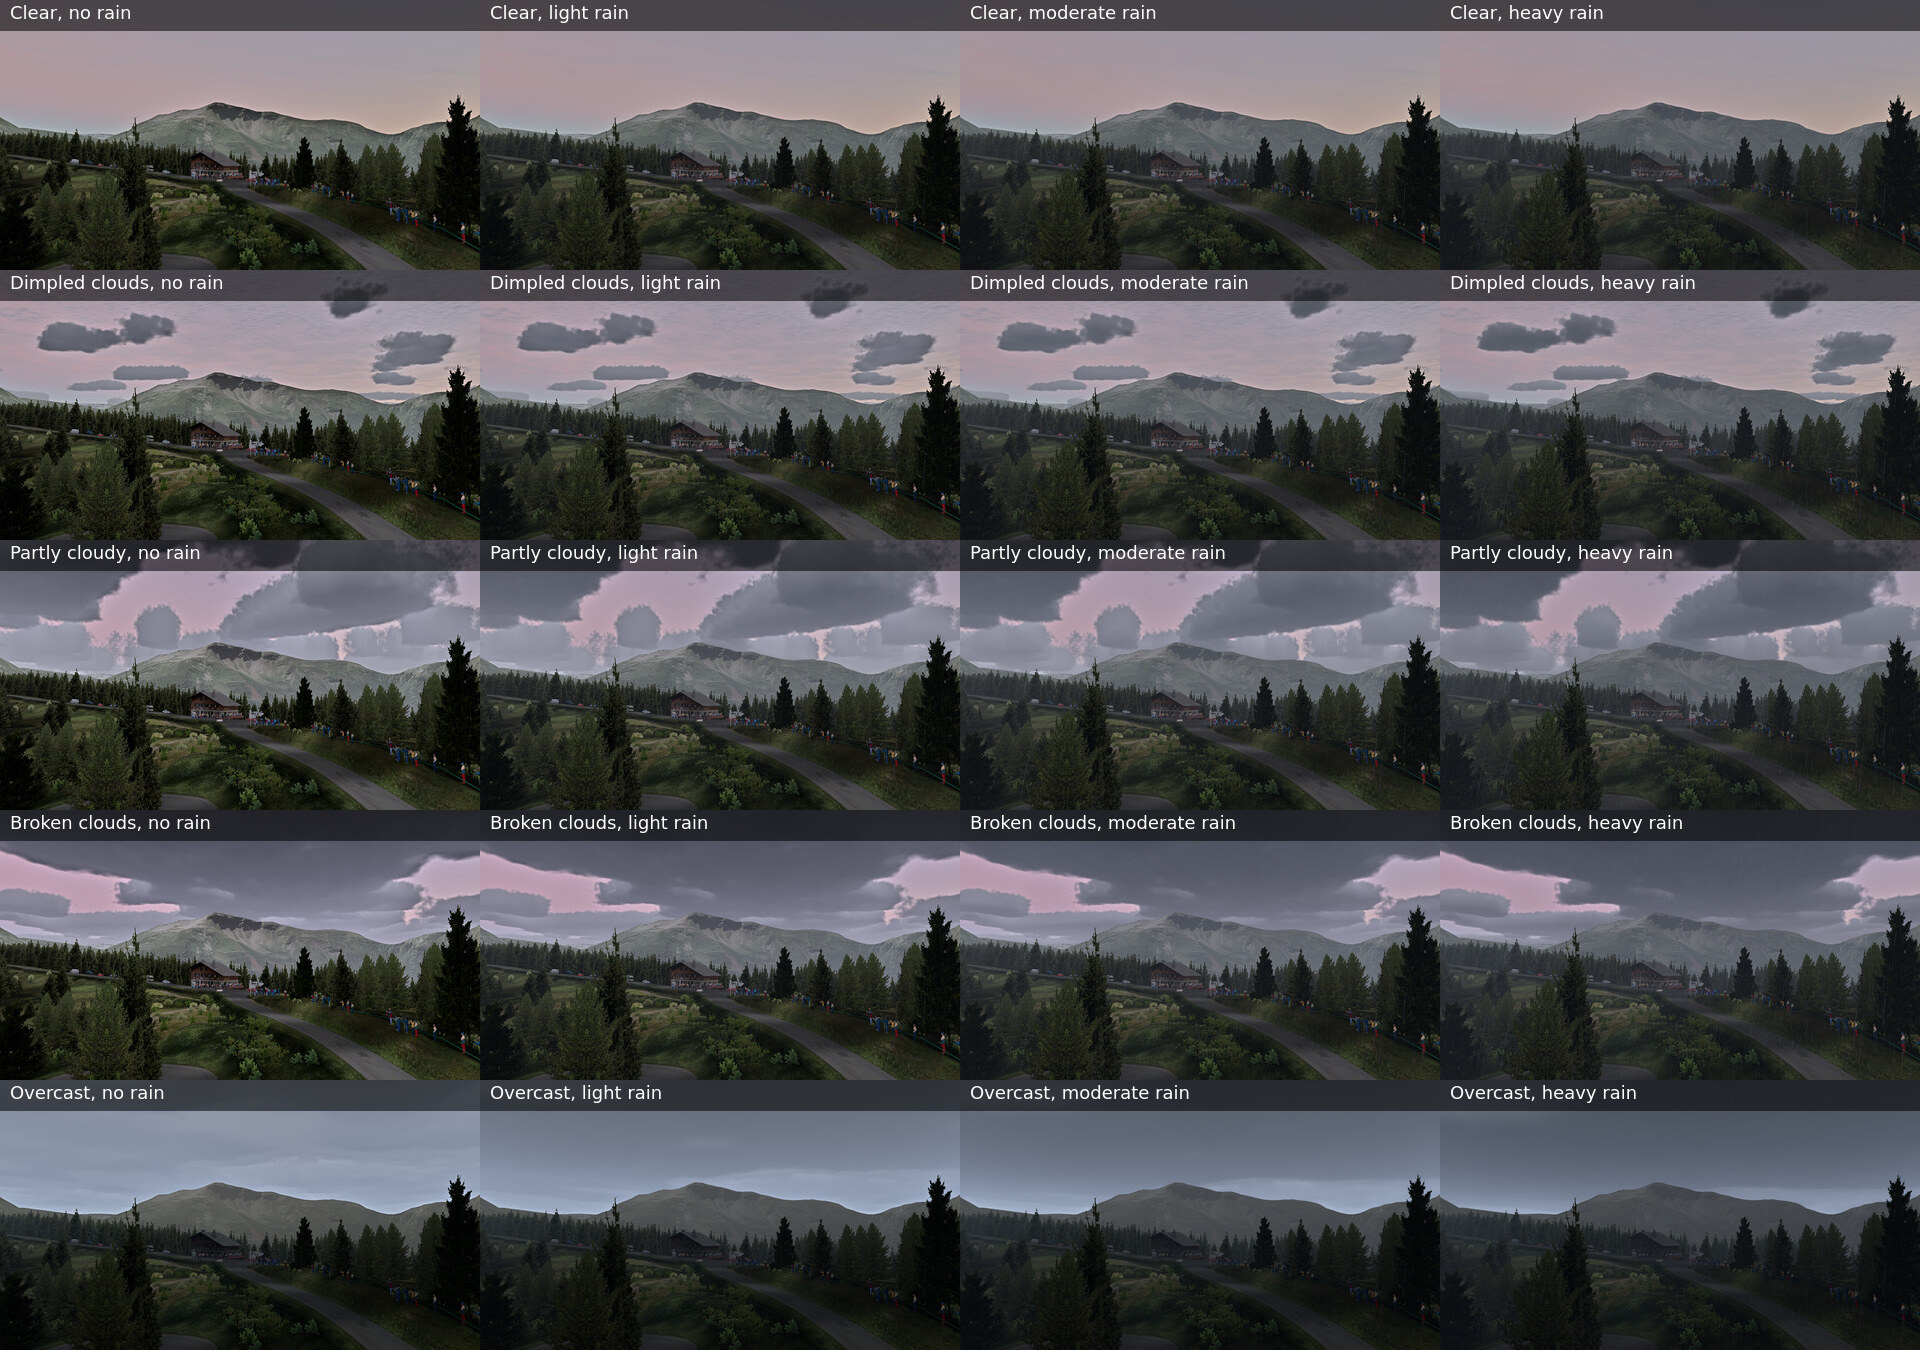 Clear, no rain
Clear, light rain
Clear, moderate rain
Clear, heavy rain
Dimpled clouds, no rain
Dimpled clouds, light rain
Dimpled clouds, moderate rain
Dimpled clouds, heavy rain
Partly cloudy, no rain
Partly cloudy, light rain
Partly cloudy, moderate rain
Partly cloudy, heavy rain
Broken clouds, no rain
Broken clouds, light rain
Broken clouds, moderate rain
Broken clouds, heavy rain
Overcast, no rain
Overcast, light rain
Overcast, moderate rain
Overcast, heavy rain